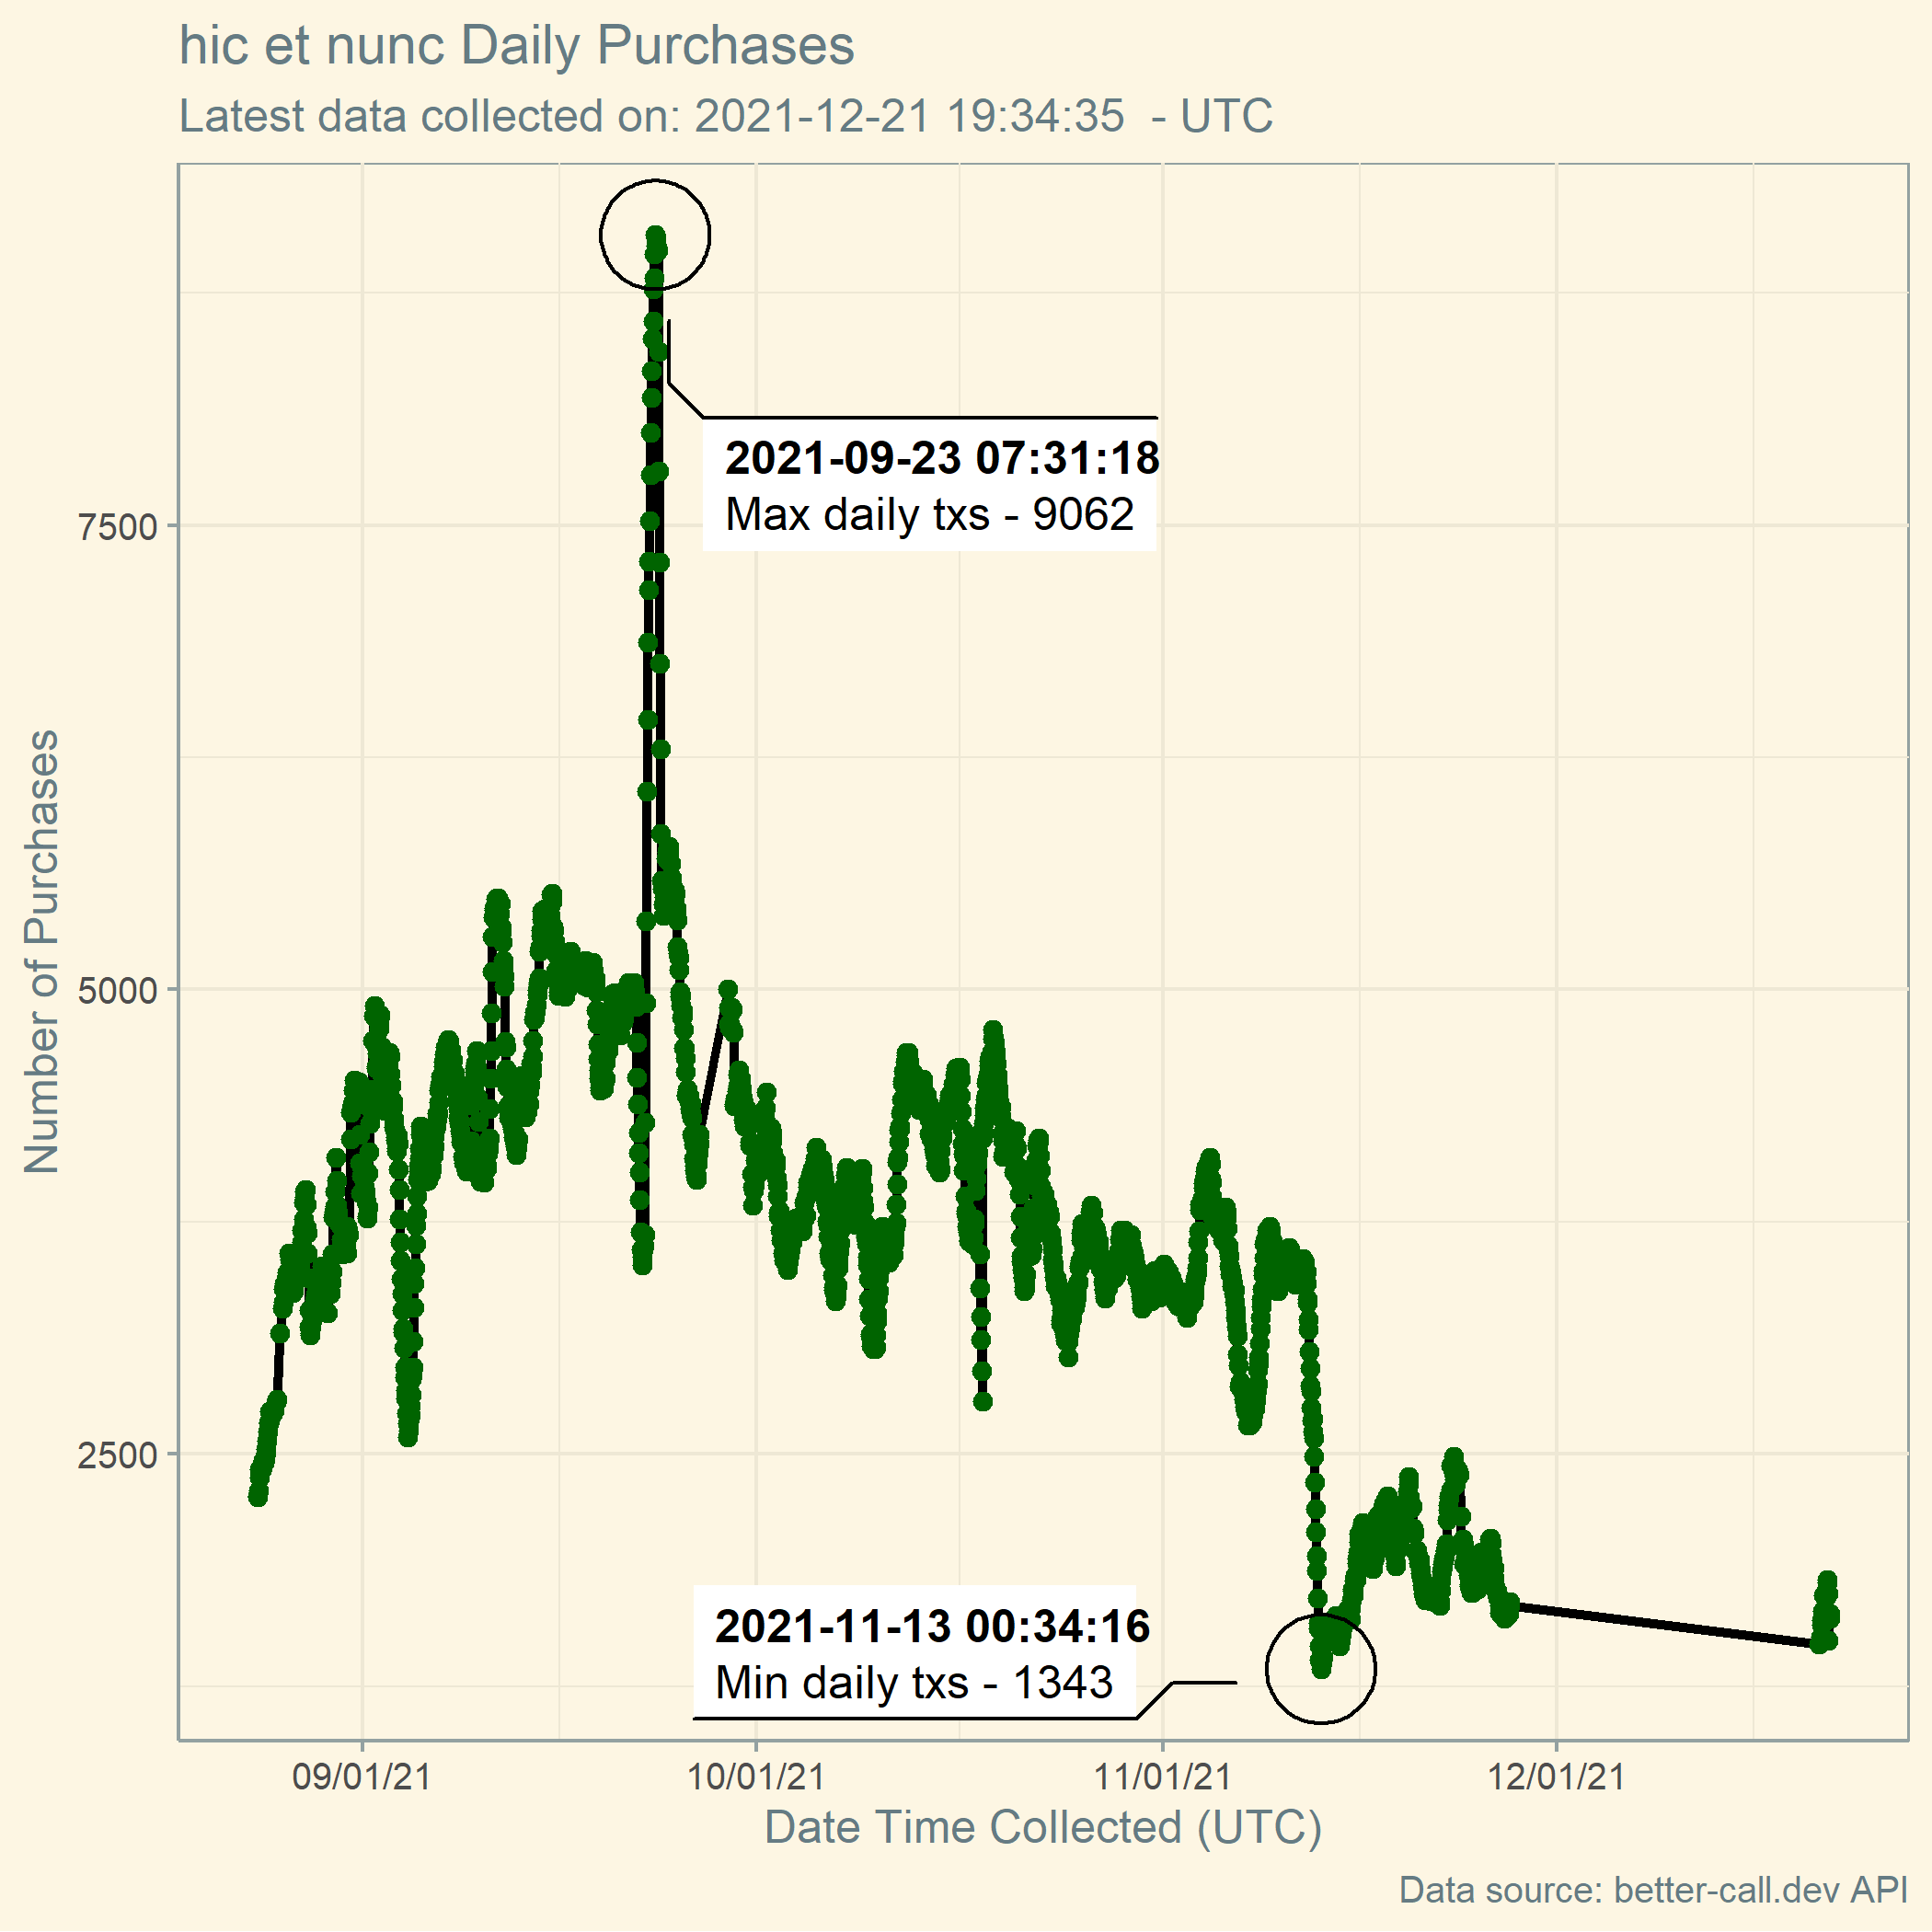 hic et nunc Daily Purchases
Latest data collected on: 2021-12-21 19:34:35  - UTC
Number of Purchases
7500
5000
2500
2021-09-23 07:31:18
Max daily txs - 9062
2021-11-13 00:34:16
Min daily txs - 1343
09/01/21
10/01/21
11/01/21
12/01/21
Date Time Collected (UTC)
Data source: better-call.dev API